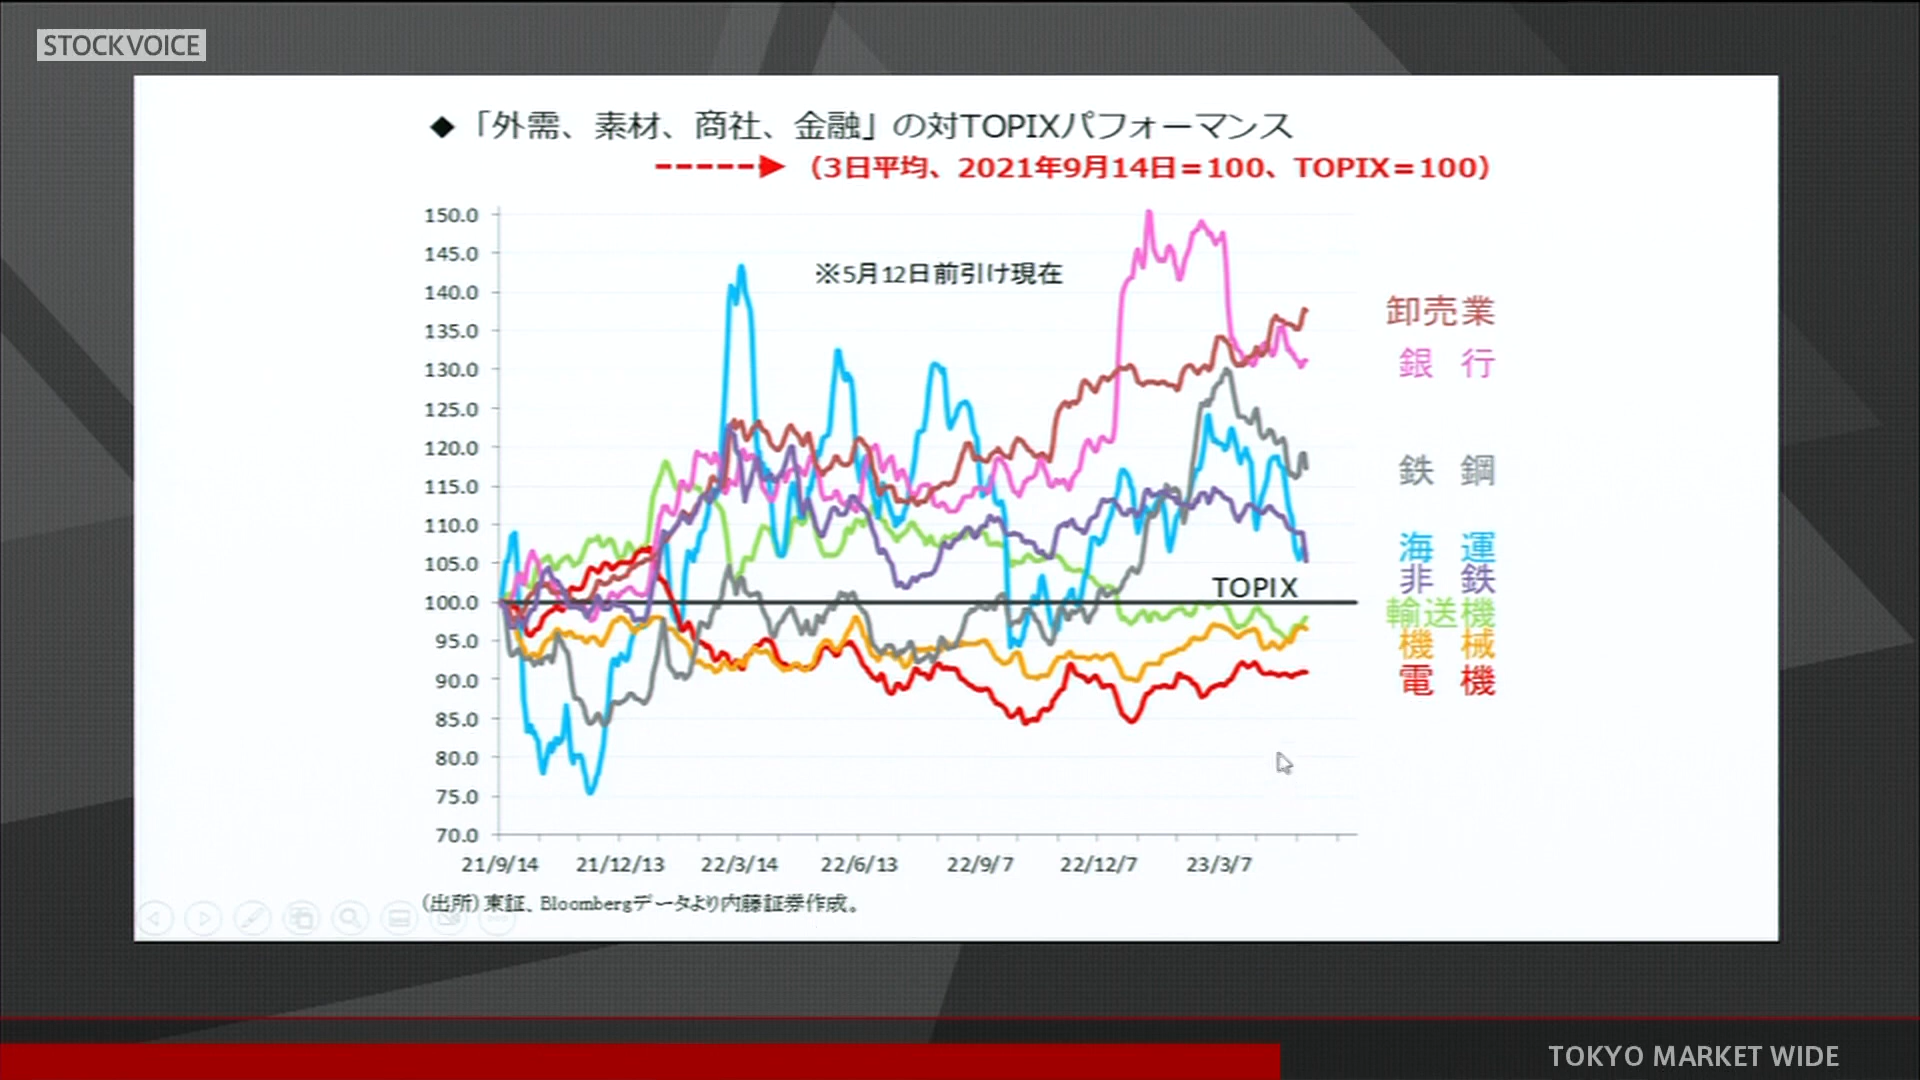 STOCKVOICE
◆「外需、素材、商社、金融」の対TOPIXパフォーマンス
（3日平均、2021年9月14日＝100、TOPIX＝100）
※5月12日前引け現在
150.0
145.0
140.0
135.0
130.0
125.0
120.0
115.0
110.0
105.0
100.0
95.0
90.0
85.0
80.0
75.0
70.0
卸売業
銀 行
鉄 鋼
海 運
非 鉄
TOPIX
輸送機
機 械
電 機
21/9/14 21/12/13 22/3/14 22/6/13 22/9/7 22/12/7 23/3/7
（出所）東証、Bloombergデータより内藤証券作成。
TOKYO MARKET WIDE